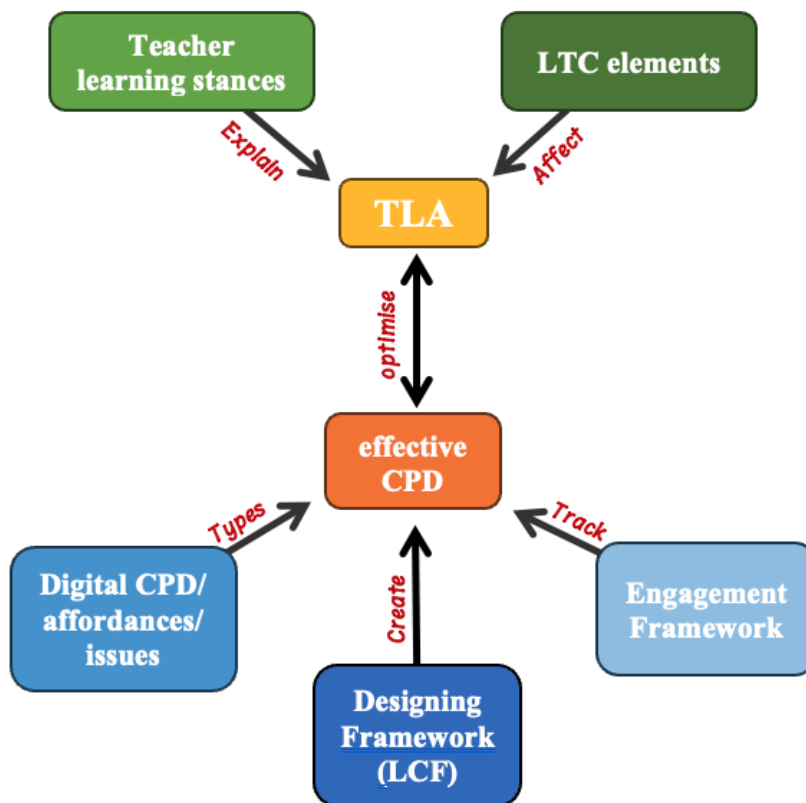 Teacher
learning stances
LTC elements
Explain
Affect
TLA
optimise
effective
CPD
Types
Track
Digital CPD/
affordances/
issues
Create
Engagement
Framework
Designing
Framework
(LCF)